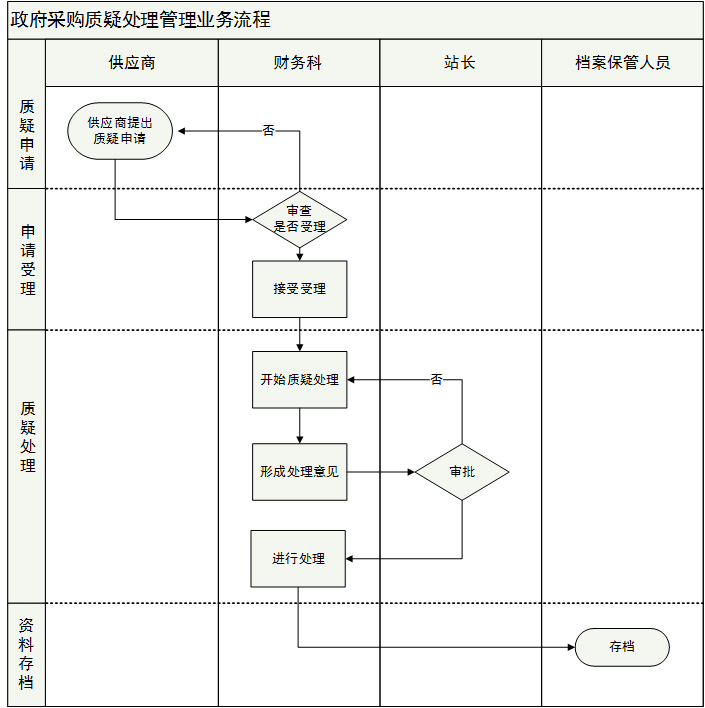 政府采购质疑处理管理业务流程
供应商
财务科
站长
档案保管人员
质疑申请
供应商提出
质疑申请
否
申请受理
审查
是否受理
接受受理
质疑处理
开始质疑处理
否
形成处理意见
审批
进行处理
资料存档
存档